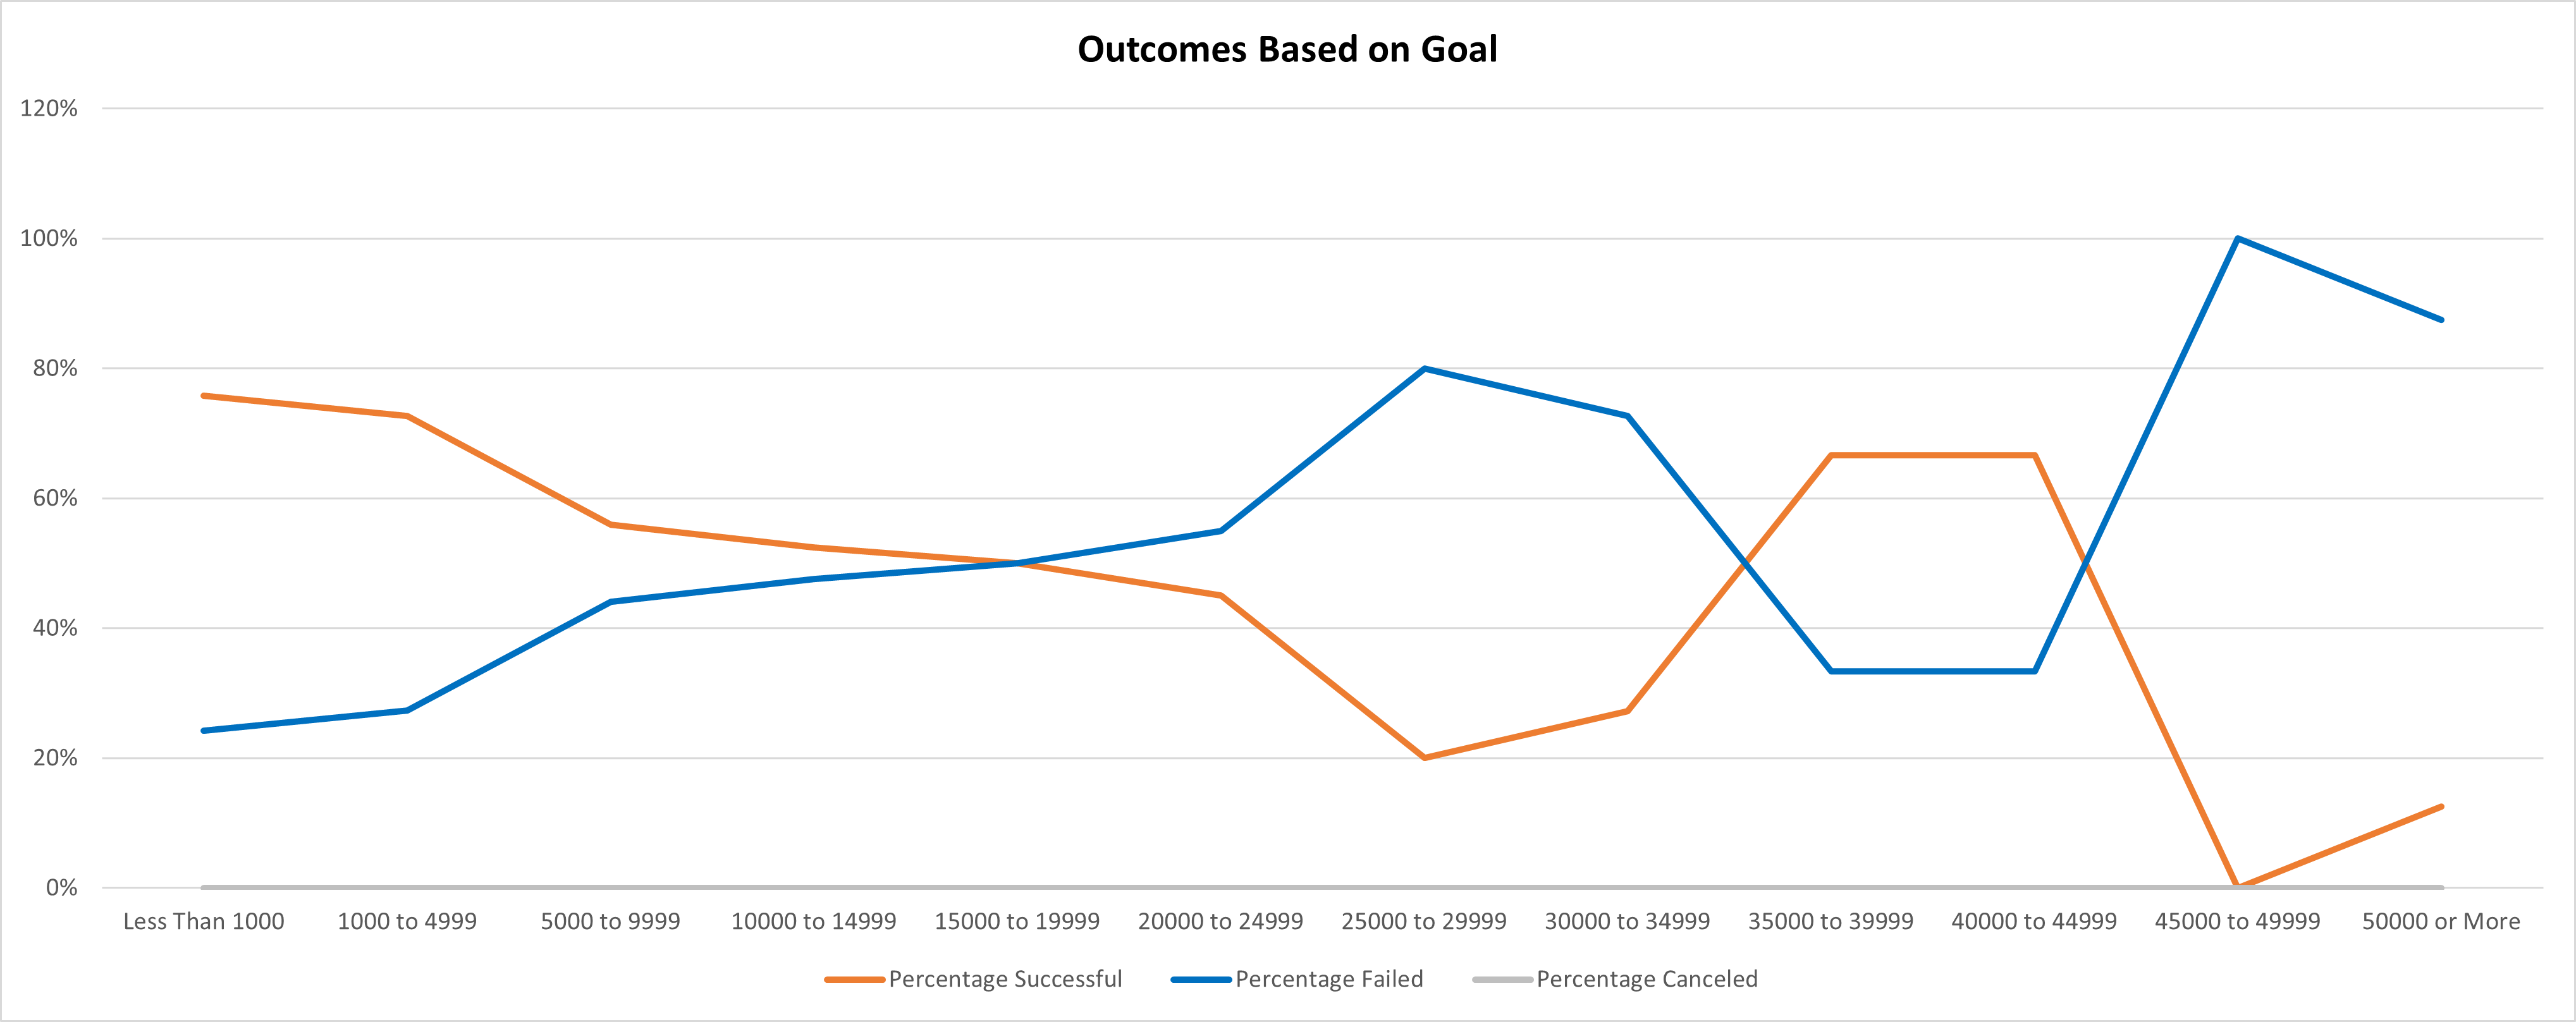 Outcomes Based on Goal
120%
100%
80%
60%
40%
20%
0%
Less Than 1000 1000 to 4999 5000 to 9999 10000 to 14999 15000 to 19999 20000 to 24999 25000 to 29999 30000 to 34999 35000 to 39999 40000 to 44999 45000 to 49999 50000 or More
Percentage Successful Percentage Failed Percentage Canceled